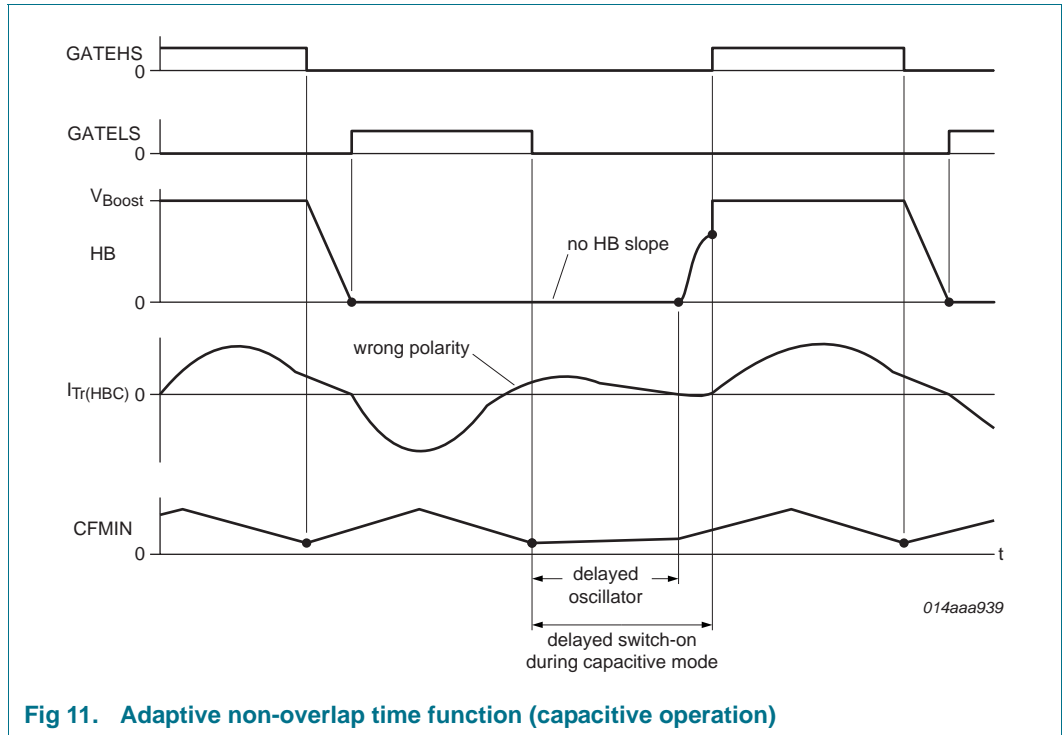 GATEHS
0
GATELS
0
VBoost
HB
no HB slope
0
wrong polarity
ITr(HBC) 0
CFMIN
0
t
delayed
oscillator
014aaa939
delayed switch-on
during capacitive mode
Fig 11. Adaptive non-overlap time function (capacitive operation)